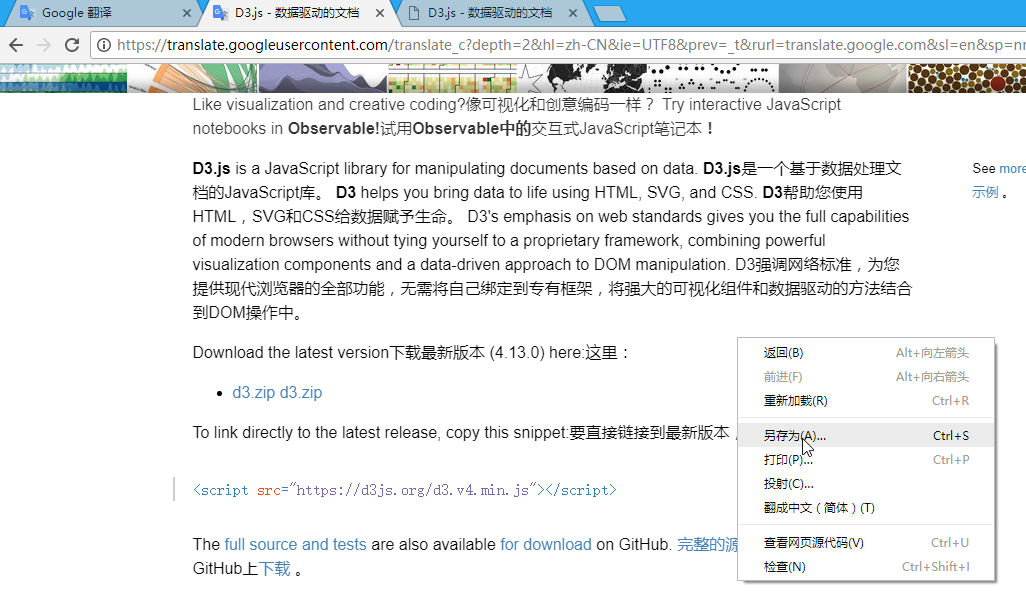 Google 翻译
D3.js - 数据驱动的文档
D3.js - 数据驱动的文档
https://translate.googleusercontent.com/translate_c?depth=2&hl=zh-CN&ie=UTF8&prev=_t&rurl=translate.google.com&sl=en&sp=nm
Like visualization and creative coding?像可视化和创意编码一样？ Try interactive JavaScript
notebooks in Observable!试用Observable中的交互式JavaScript笔记本！
D3.js is a JavaScript library for manipulating documents based on data. D3.js是一个基于数据处理文
档的JavaScript库。 D3 helps you bring data to life using HTML, SVG, and CSS. D3帮助您使用
HTML，SVG和CSS给数据赋予生命。 D3's emphasis on web standards gives you the full capabilities
of modern browsers without tying yourself to a proprietary framework, combining powerful
visualization components and a data-driven approach to DOM manipulation. D3强调网络标准，为您
提供现代浏览器的全部功能，无需将自己绑定到专有框架，将强大的可视化组件和数据驱动的方法结合
到DOM操作中。
See more
示例 。
Download the latest version下载最新版本 (4.13.0) here:这里：
d3.zip d3.zip
To link directly to the latest release, copy this snippet:要直接链接到最新版本，
<script src="https://d3js.org/d3.v4.min.js"></script>
The full source and tests are also available for download on GitHub. 完整的源
GitHub上下载 。
返回(B) Alt+向左箭头
前进(F) Alt+向右箭头
重新加载(R) Ctrl+R
另存为(A)... Ctrl+S
打印(P)... Ctrl+P
投射(C)...
翻成中文（简体）(T)
查看网页源代码(V) Ctrl+U
检查(N) Ctrl+Shift+I